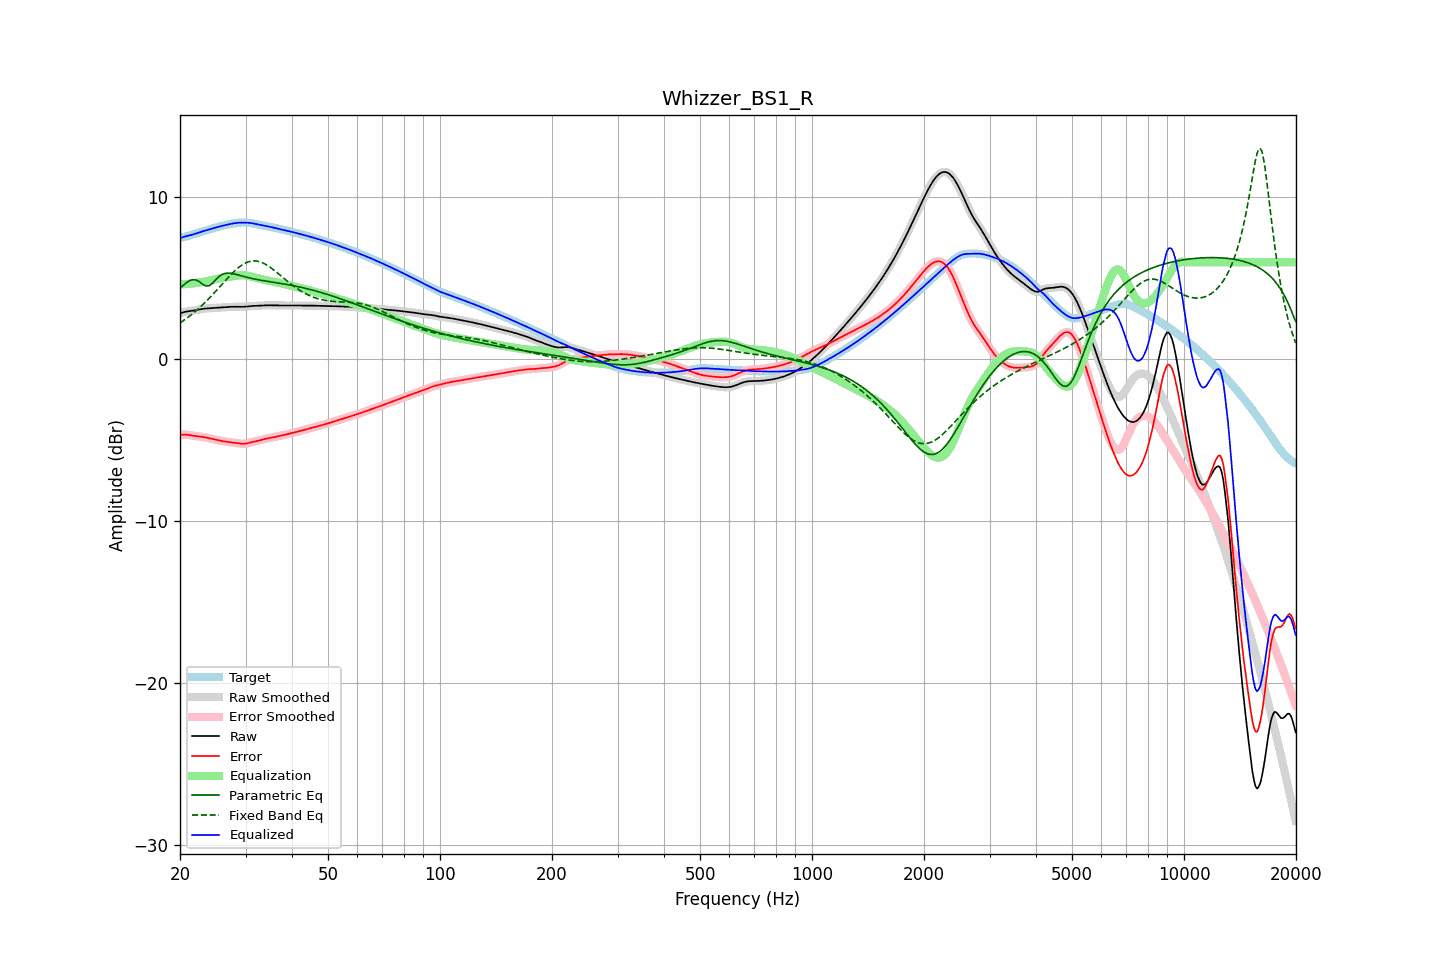 Whizzer_BS1_R
Amplitude (dBr)
10
0
−10
−20
−30
Target
Raw Smoothed
Error Smoothed
Raw
Error
Equalization
Parametric Eq
Fixed Band Eq
Equalized
20 50 100 200 500 1000 2000 5000 10000 20000
Frequency (Hz)